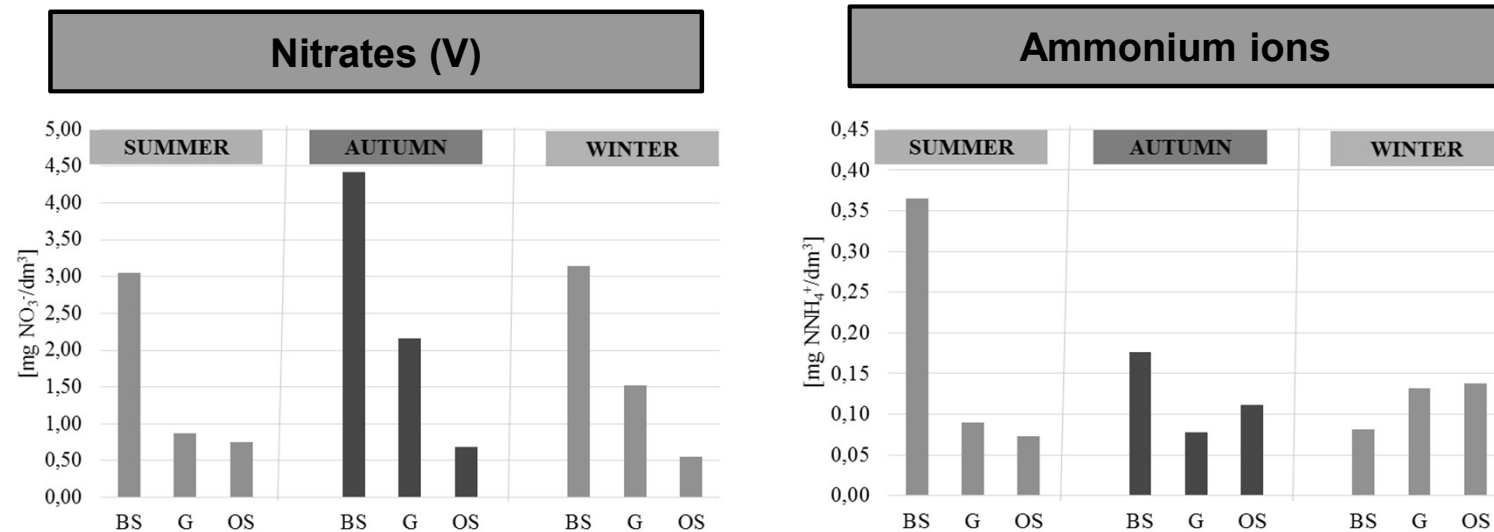 Nitrates (V)
5,00
4,50
4,00
3,50
3,00
2,50
2,00
1,50
1,00
0,50
0,00
[mg NO₃⁻/dm³]
SUMMER AUTUMN WINTER
BS G OS BS G OS BS G OS
Ammonium ions
0,45
0,40
0,35
0,30
0,25
0,20
0,15
0,10
0,05
0,00
[mg NNH₄⁺/dm³]
SUMMER AUTUMN WINTER
BS G OS BS G OS BS G OS